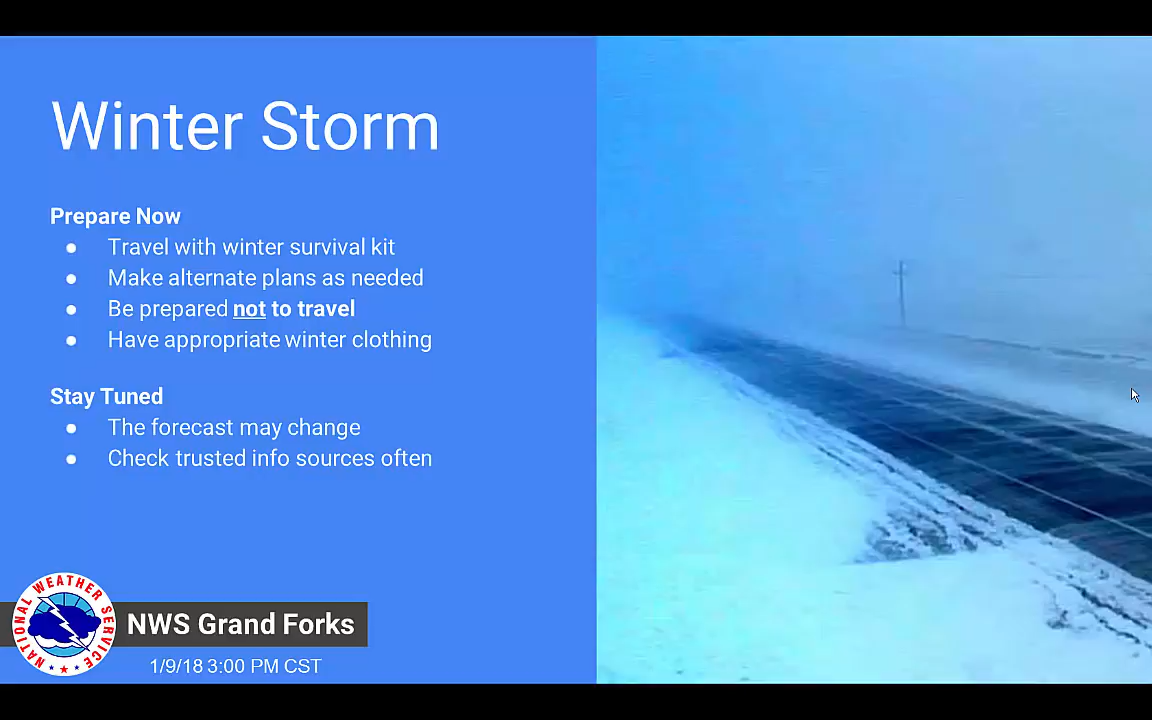 Winter Storm
Prepare Now
● Travel with winter survival kit
● Make alternate plans as needed
● Be prepared not to travel
● Have appropriate winter clothing
Stay Tuned
● The forecast may change
● Check trusted info sources often
NATIONAL WEATHER SERVICE
NWS Grand Forks
1/9/18 3:00 PM CST